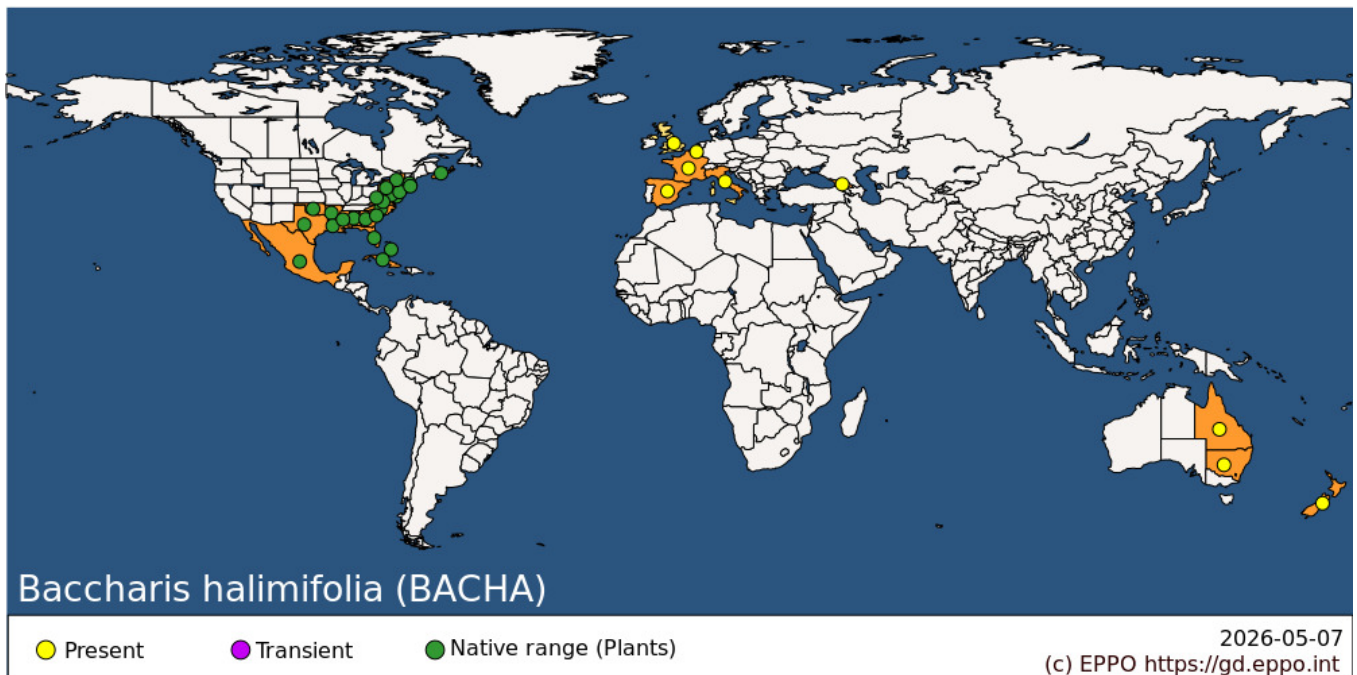 Baccharis halimifolia (BACHA)
Present
Transient
Native range (Plants)
2026-05-07
(c) EPPO https://gd.eppo.int